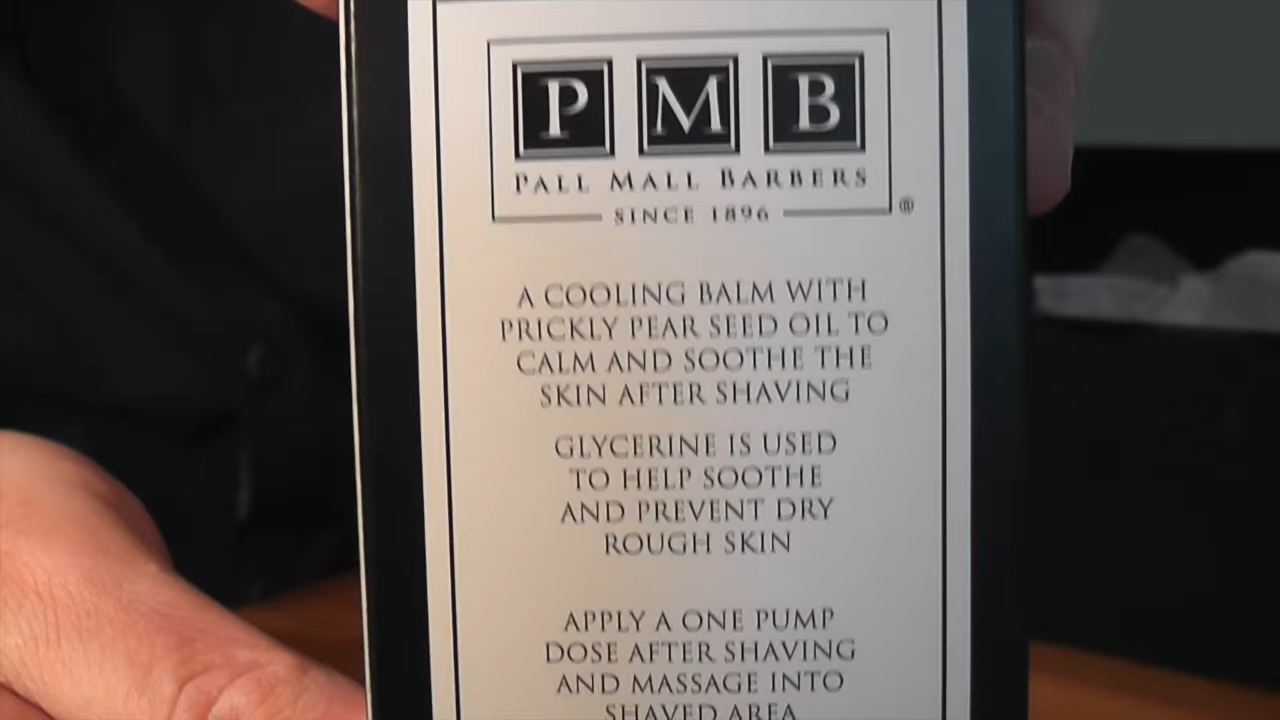 P M B
PALL MALL BARBERS
SINCE 1896
®
A COOLING BALM WITH
PRICKLY PEAR SEED OIL TO
CALM AND SOOTHE THE
SKIN AFTER SHAVING
GLYCERINE IS USED
TO HELP SOOTHE
AND PREVENT DRY
ROUGH SKIN
APPLY A ONE PUMP
DOSE AFTER SHAVING
AND MASSAGE INTO
SHAVED AREA